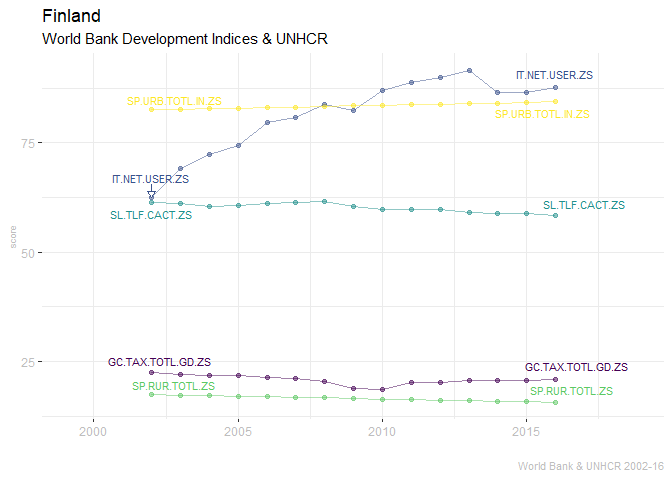 Finland
World Bank Development Indices & UNHCR
IT.NET.USER.ZS
SP.URB.TOTL.IN.ZS
SP.URB.TOTL.IN.ZS
75
IT.NET.USER.ZS
SL.TLF.CACT.ZS
SL.TLF.CACT.ZS
score
50
GC.TAX.TOTL.GD.ZS
GC.TAX.TOTL.GD.ZS
25
SP.RUR.TOTL.ZS
SP.RUR.TOTL.ZS
2000 2005 2010 2015
World Bank & UNHCR 2002-16